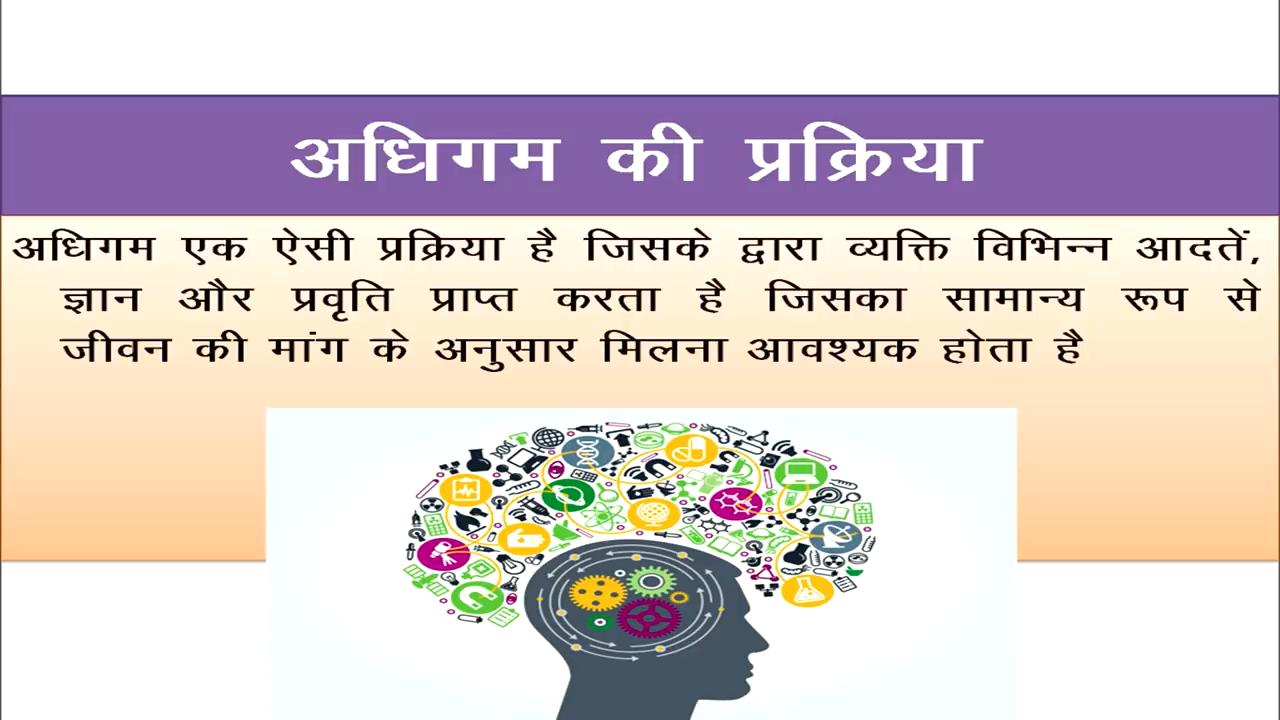 अधिगम की प्रक्रिया
अधिगम एक ऐसी प्रक्रिया है जिसके द्वारा व्यक्ति विभिन्न आदतें,
ज्ञान और प्रवृति प्राप्त करता है जिसका सामान्य रूप से
जीवन की मांग के अनुसार मिलना आवश्यक होता है